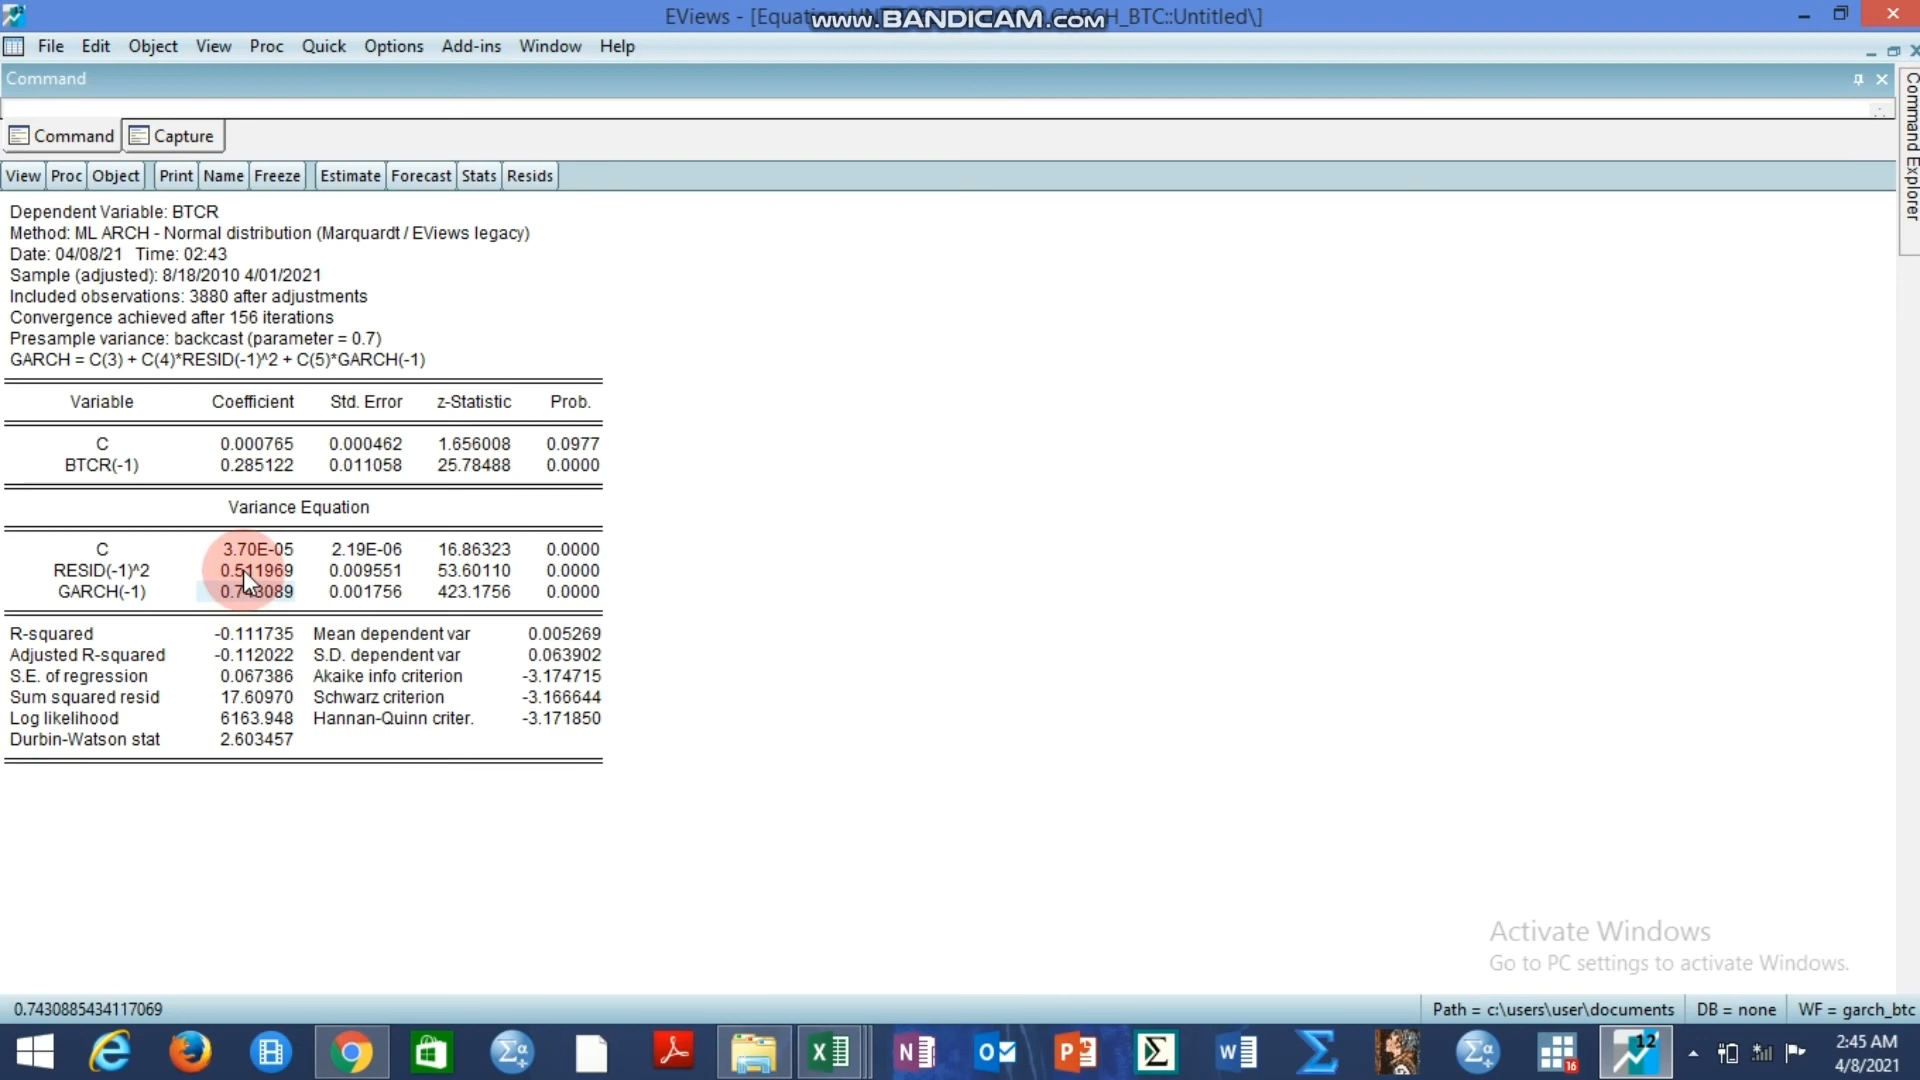 EViews - [Equation: UNTITLED GARCH_BTC::Untitled\]
www.BANDICAM.com
File Edit Object View Proc Quick Options Add-ins Window Help
Command
Command Capture
Command Explorer
View Proc Object Print Name Freeze Estimate Forecast Stats Resids
Dependent Variable: BTCR
Method: ML ARCH - Normal distribution (Marquardt / EViews legacy)
Date: 04/08/21 Time: 02:43
Sample (adjusted): 8/18/2010 4/01/2021
Included observations: 3880 after adjustments
Convergence achieved after 156 iterations
Presample variance: backcast (parameter = 0.7)
GARCH = C(3) + C(4)*RESID(-1)^2 + C(5)*GARCH(-1)
Variable Coefficient Std. Error z-Statistic Prob.
C 0.000765 0.000462 1.656008 0.0977
BTCR(-1) 0.285122 0.011058 25.78488 0.0000
Variance Equation
C 3.70E-05 2.19E-06 16.86323 0.0000
RESID(-1)^2 0.511969 0.009551 53.60110 0.0000
GARCH(-1) 0.743089 0.001756 423.1756 0.0000
R-squared -0.111735 Mean dependent var 0.005269
Adjusted R-squared -0.112022 S.D. dependent var 0.063902
S.E. of regression 0.067386 Akaike info criterion -3.174715
Sum squared resid 17.60970 Schwarz criterion -3.166644
Log likelihood 6163.948 Hannan-Quinn criter. -3.171850
Durbin-Watson stat 2.603457
Activate Windows
Go to PC settings to activate Windows.
0.7430885434117069 Path = c:\users\user\documents DB = none WF = garch_btc
2:45 AM
4/8/2021